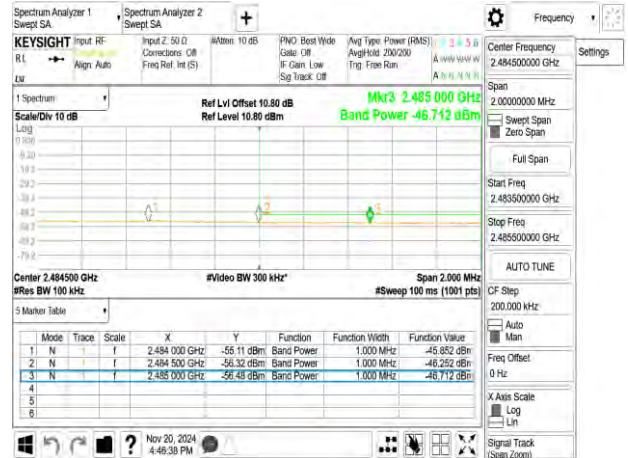 Spectrum Analyzer 1
Swept SA
Spectrum Analyzer 2
Swept SA
+
Frequency
Settings
KEYSIGHT
Input: RF
Input Z: 50 Ω
#Atten: 10 dB
PNO: Best Wide
Avg Type: Power (RMS)
RL
Corrections: Off
Gate: Off
Avg|Hold: 200/200
Align: Auto
Freq Ref: Int (S)
IF Gain: Low
Trig: Free Run
Sig Track: Off
1 Spectrum
Scale/Div 10 dB
Ref Lvl Offset 10.80 dB
Ref Level 10.80 dBm
Mkr3 2.485 000 GHz
Band Power -46.712 dBm
Log
1
2
3
Center 2.484500 GHz
#Video BW 300 kHz*
Span 2.000 MHz
#Res BW 100 kHz
#Sweep 100 ms (1001 pts)
5 Marker Table
Mode Trace Scale X Y Function Function Width Function Value
1 N 1 f 2.484 000 GHz -55.11 dBm Band Power 1.000 MHz -45.852 dBm
2 N 1 f 2.484 500 GHz -56.32 dBm Band Power 1.000 MHz -46.252 dBm
3 N 1 f 2.485 000 GHz -56.48 dBm Band Power 1.000 MHz -46.712 dBm
4
5
6
Nov 20, 2024
4:46:38 PM
Center Frequency
2.484500000 GHz
Span
2.00000000 MHz
Swept Span
Zero Span
Full Span
Start Freq
2.483500000 GHz
Stop Freq
2.485500000 GHz
AUTO TUNE
CF Step
200.000 kHz
Auto
Man
Freq Offset
0 Hz
X Axis Scale
Log
Lin
Signal Track
(Span Zoom)